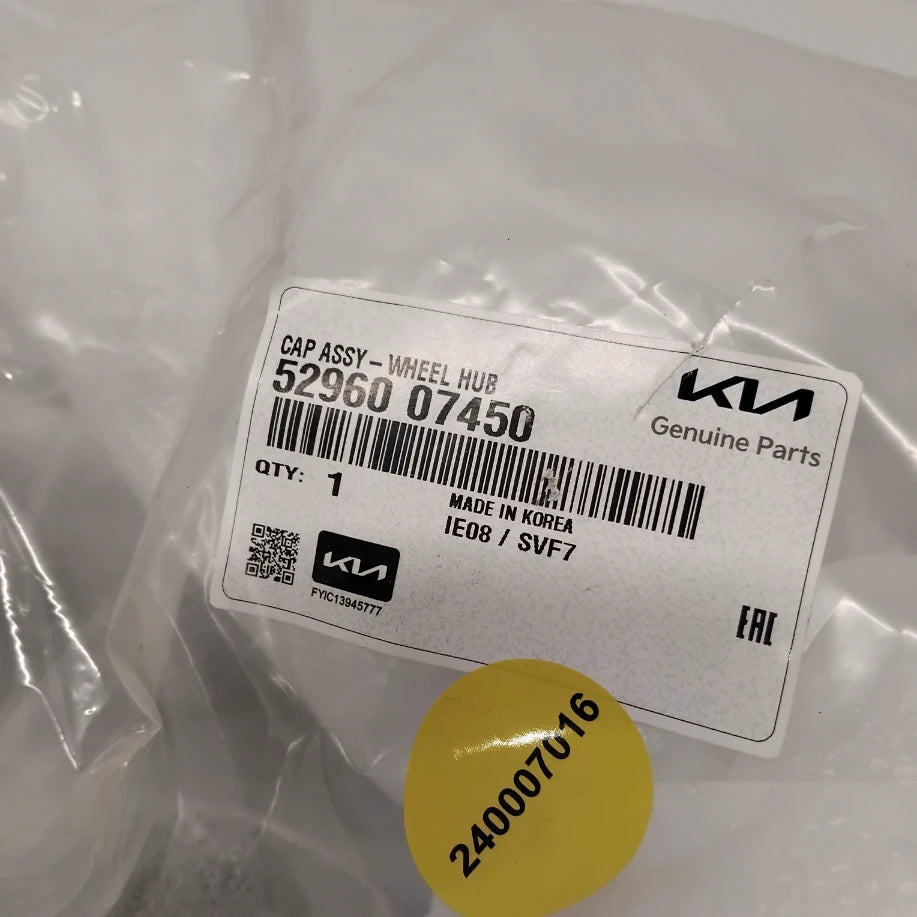 CAP ASSY - WHEEL HUB
52960 07450
KIA
Genuine Parts
QTY: 1
MADE IN KOREA
IE08 / SVF7
KIA
FYIC13945777
EAC
240007016